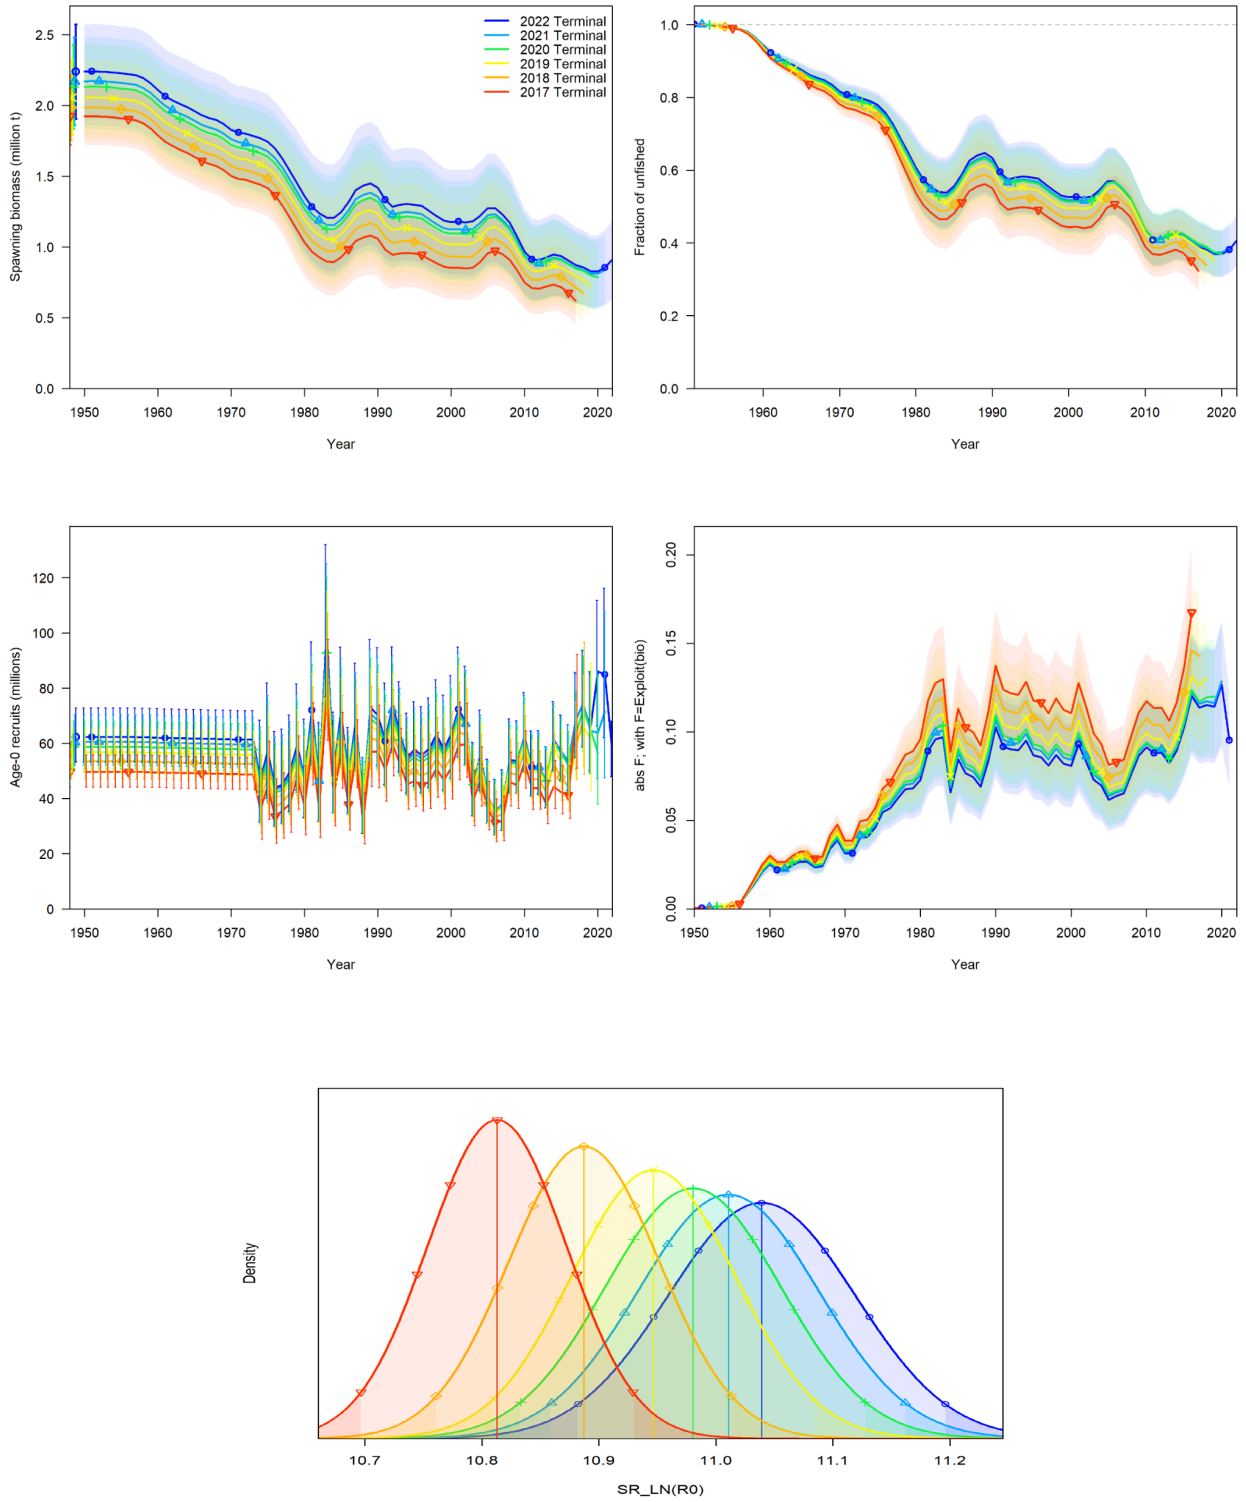 2022 Terminal
2021 Terminal
2020 Terminal
2019 Terminal
2018 Terminal
2017 Terminal
Spawning biomass (million t)
2.5
2.0
1.5
1.0
0.5
0.0
1950 1960 1970 1980 1990 2000 2010 2020
Year
Fraction of unfished
1.0
0.8
0.6
0.4
0.2
0.0
1960 1970 1980 1990 2000 2010 2020
Year
Age-0 recruits (millions)
120
100
80
60
40
20
0
1950 1960 1970 1980 1990 2000 2010 2020
Year
abs F; with F=Exploit(bio)
0.20
0.15
0.10
0.05
0.00
1950 1960 1970 1980 1990 2000 2010 2020
Year
Density
10.7 10.8 10.9 11.0 11.1 11.2
SR_LN(R0)